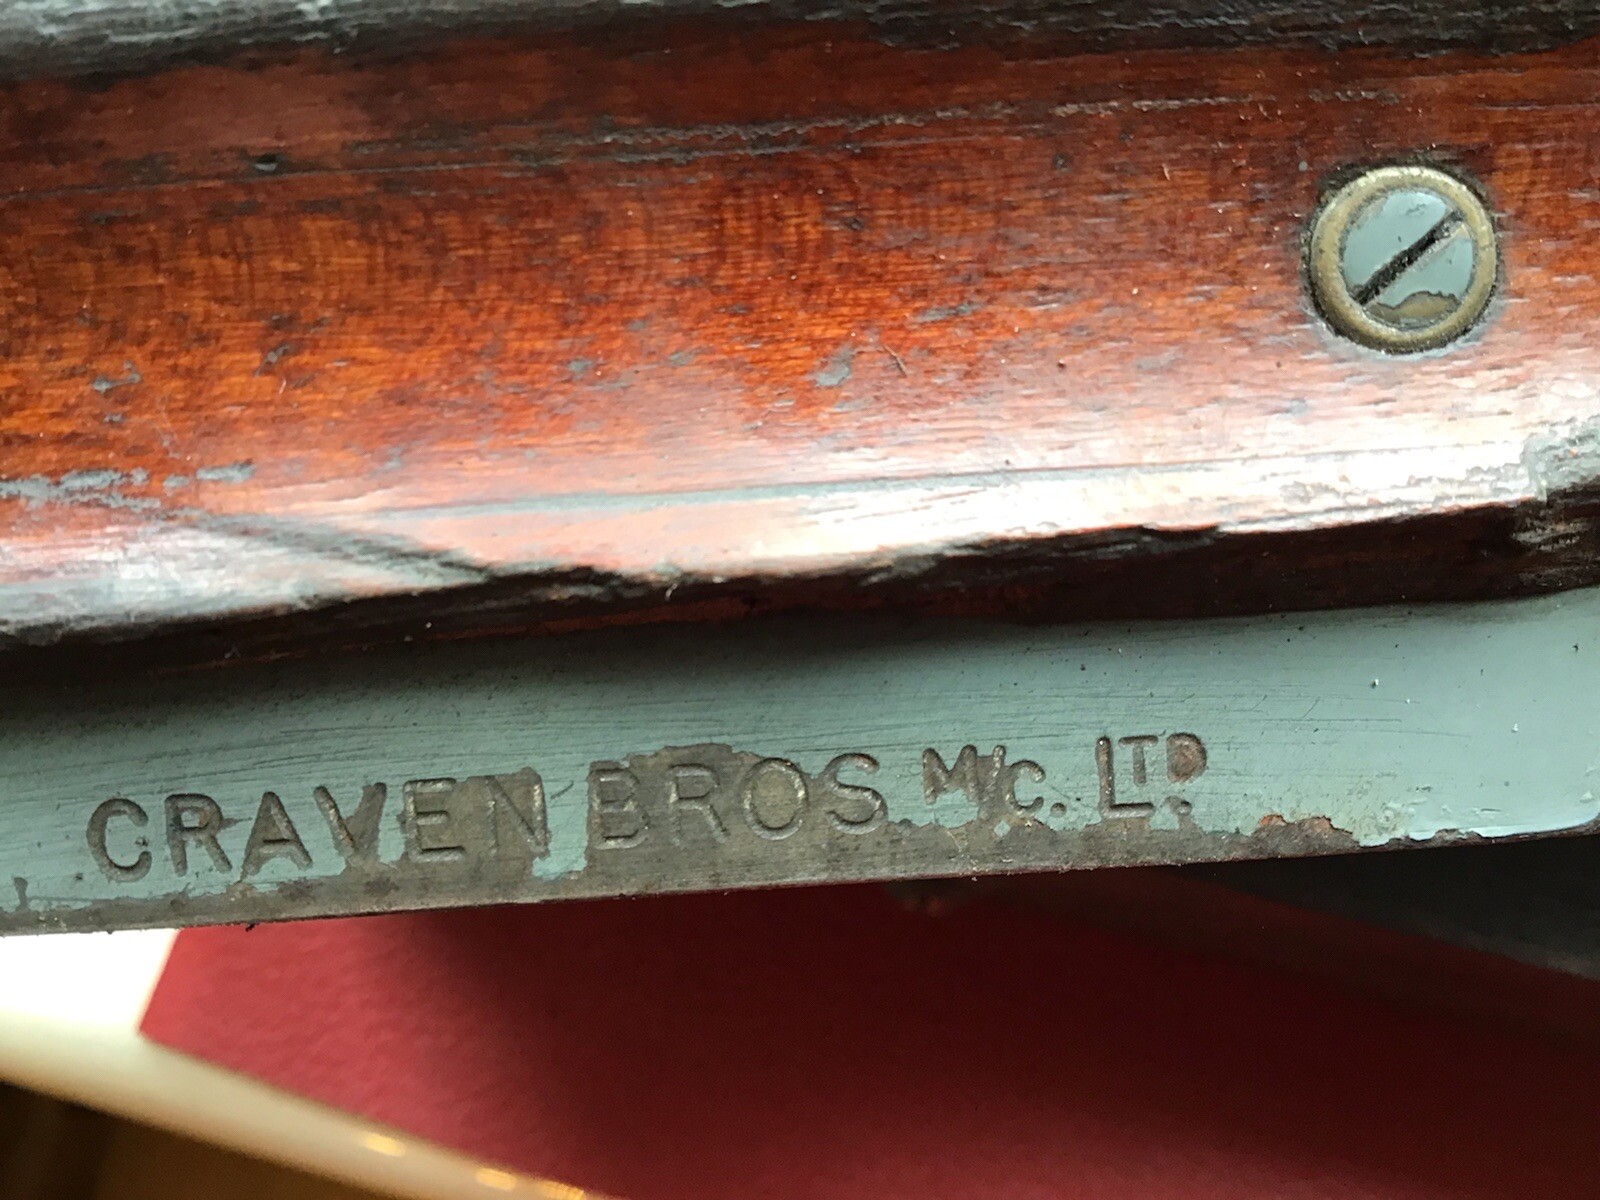 CRAVEN BROS M/C. LTD.